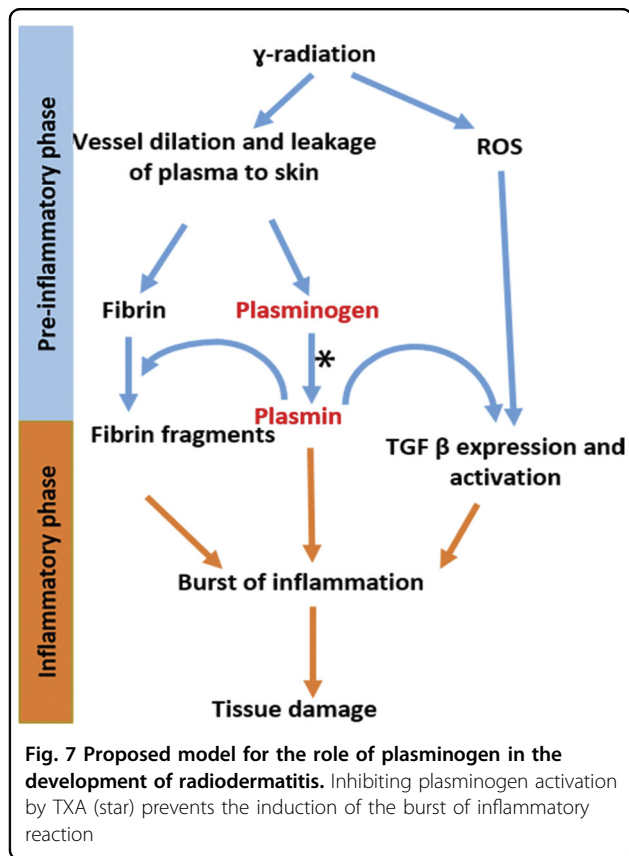 Pre-inflammatory phase
Inflammatory phase
ɣ-radiation
Vessel dilation and leakage
of plasma to skin
ROS
Fibrin
Plasminogen
*
Plasmin
Fibrin fragments
TGF β expression and
activation
Burst of inflammation
Tissue damage
Fig. 7 Proposed model for the role of plasminogen in the
development of radiodermatitis. Inhibiting plasminogen activation
by TXA (star) prevents the induction of the burst of inflammatory
reaction